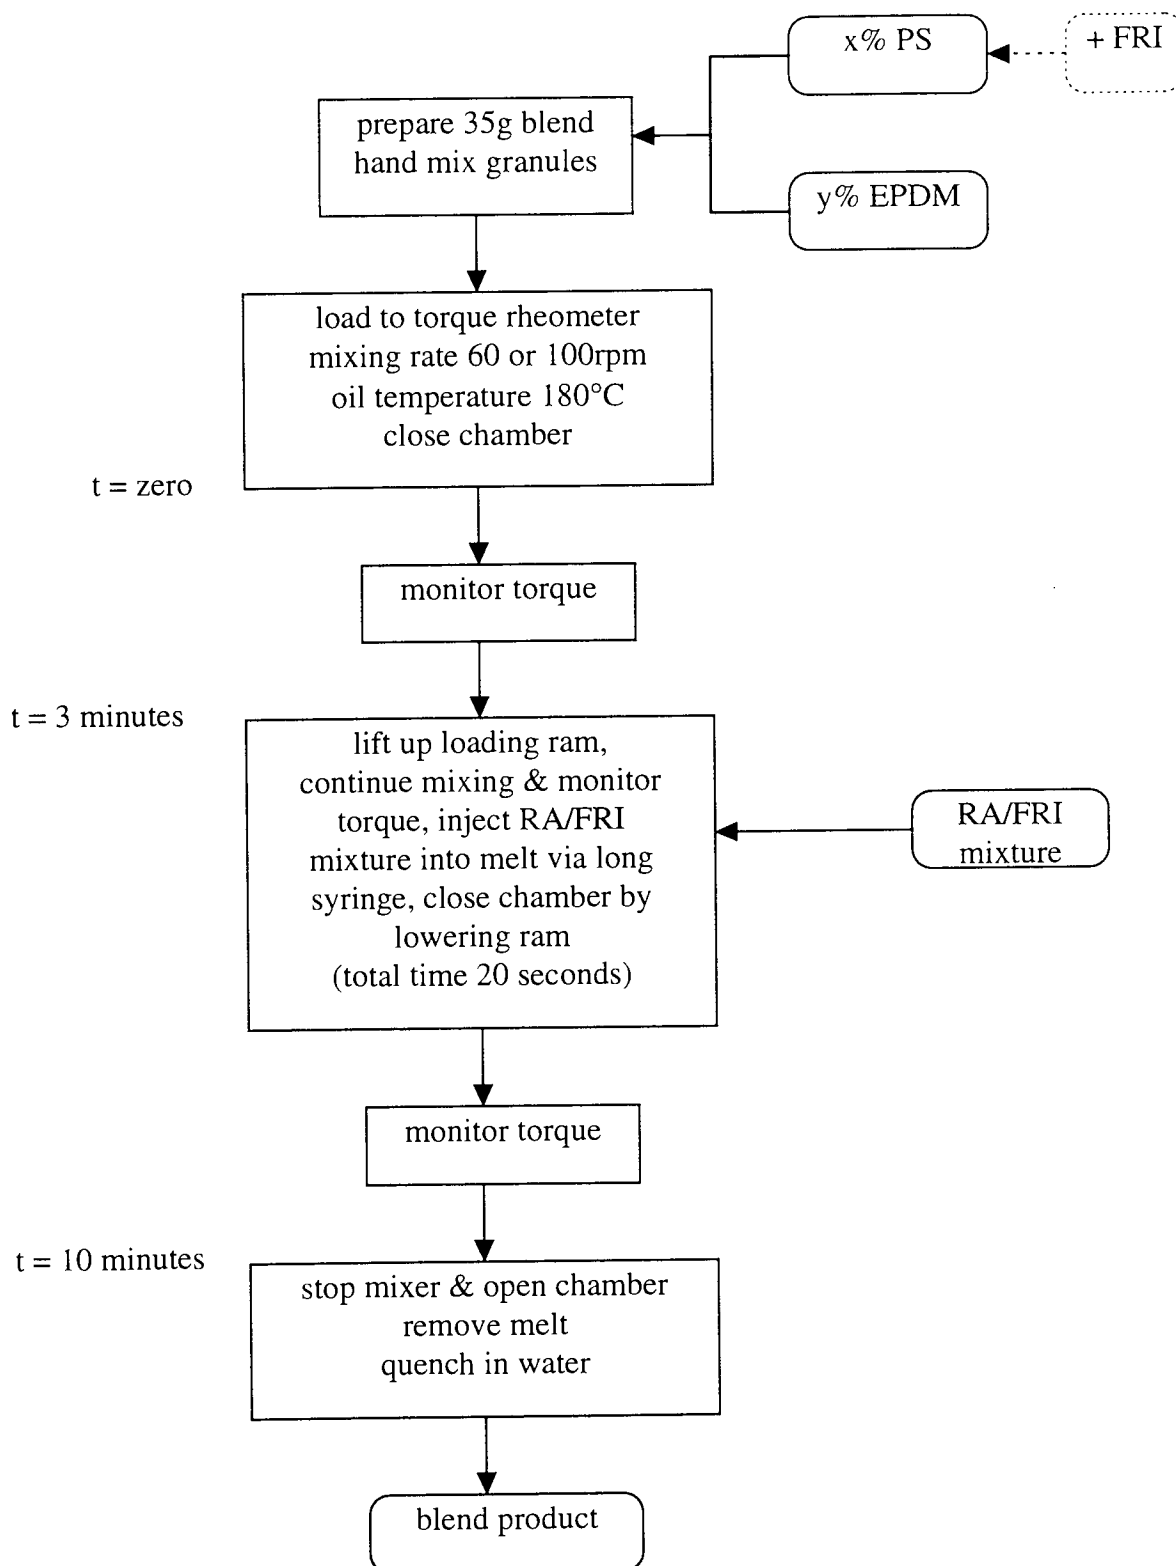 x% PS
+ FRI
prepare 35g blend
hand mix granules
y% EPDM
load to torque rheometer
mixing rate 60 or 100rpm
oil temperature 180°C
close chamber
t = zero
monitor torque
t = 3 minutes
lift up loading ram,
continue mixing & monitor
torque, inject RA/FRI
mixture into melt via long
syringe, close chamber by
lowering ram
(total time 20 seconds)
RA/FRI
mixture
monitor torque
t = 10 minutes
stop mixer & open chamber
remove melt
quench in water
blend product